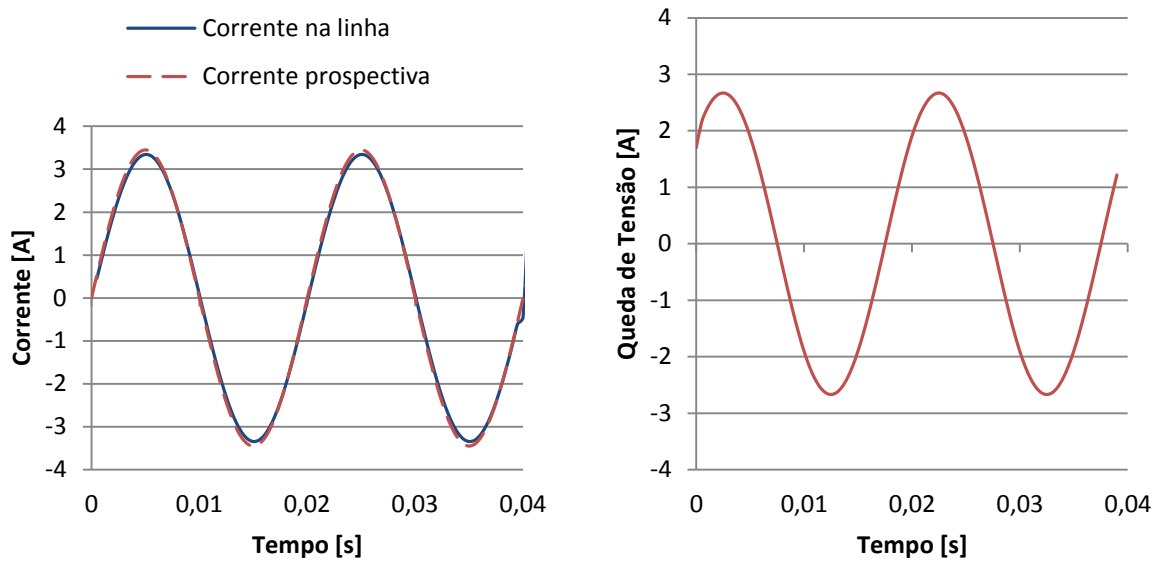 Corrente na linha
Corrente prospectiva
4
3
2
1
0
-1
-2
-3
-4
Corrente [A]
0 0,01 0,02 0,03 0,04
Tempo [s]
4
3
2
1
0
-1
-2
-3
-4
Queda de Tensão [A]
0 0,01 0,02 0,03 0,04
Tempo [s]